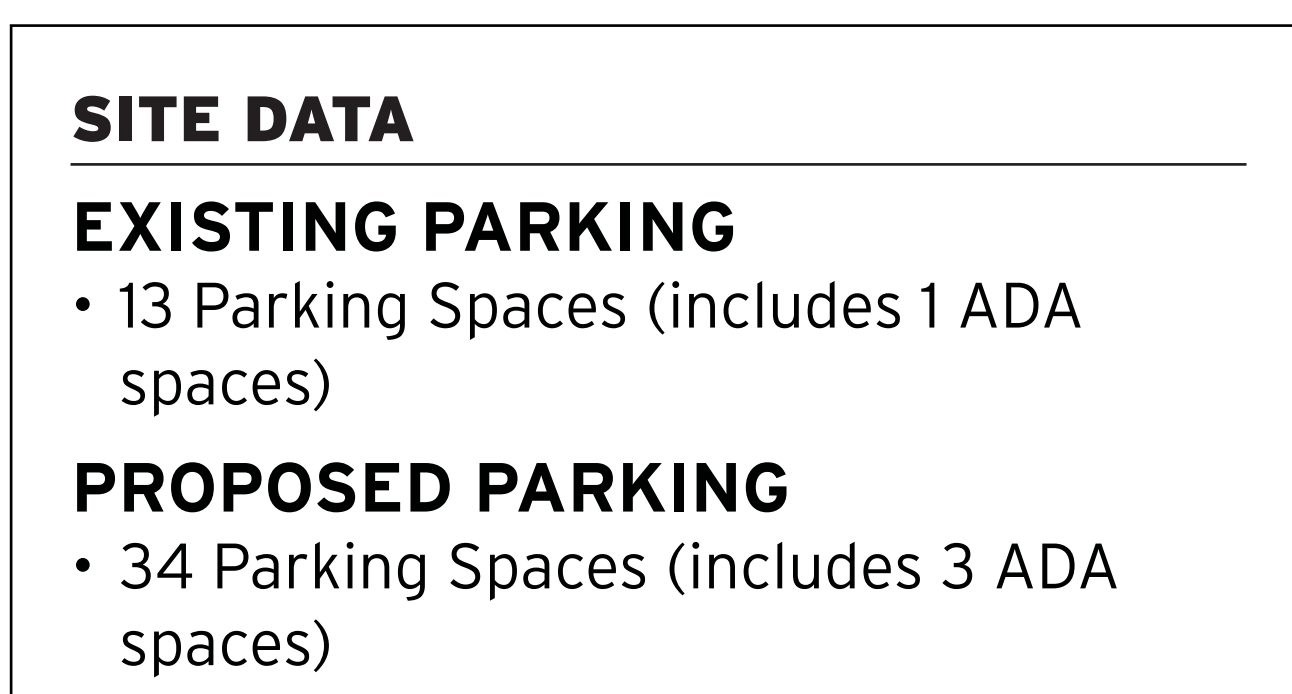 SITE DATA
EXISTING PARKING
• 13 Parking Spaces (includes 1 ADA
spaces)
PROPOSED PARKING
• 34 Parking Spaces (includes 3 ADA
spaces)